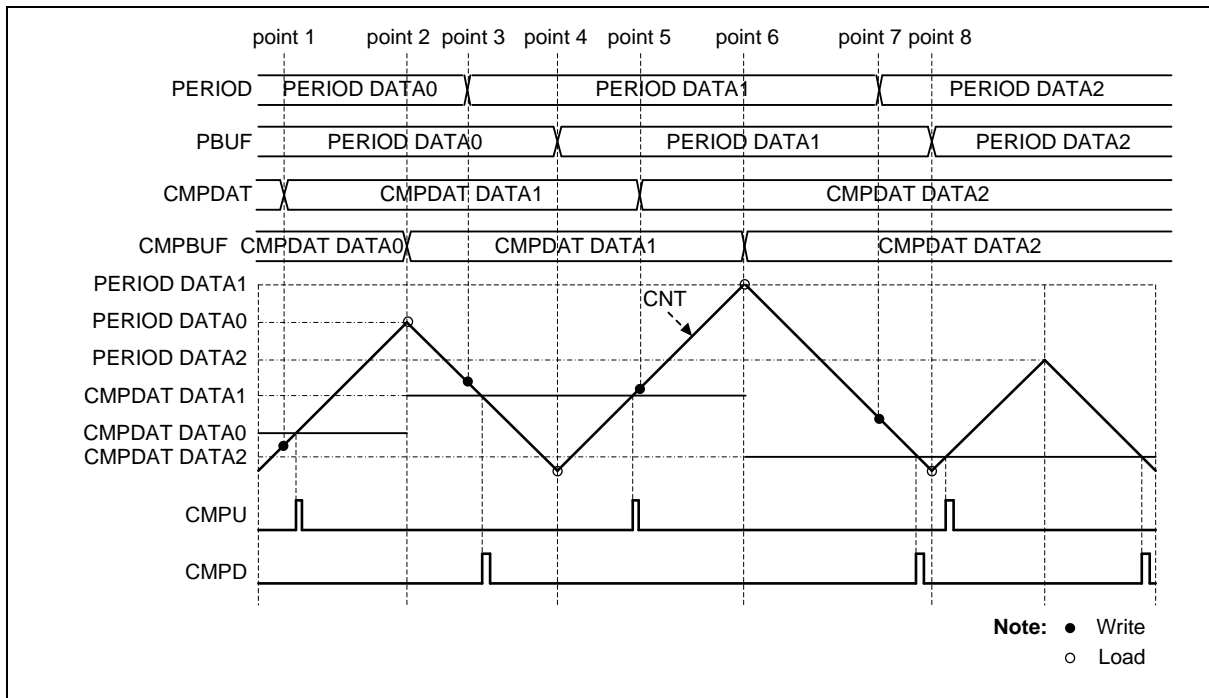 point 1 point 2 point 3 point 4 point 5 point 6 point 7 point 8
PERIOD PERIOD DATA0 PERIOD DATA1 PERIOD DATA2
PBUF PERIOD DATA0 PERIOD DATA1 PERIOD DATA2
CMPDAT CMPDAT DATA1 CMPDAT DATA2
CMPBUF CMPDAT DATA0 CMPDAT DATA1 CMPDAT DATA2
PERIOD DATA1
CNT
PERIOD DATA0
PERIOD DATA2
CMPDAT DATA1
CMPDAT DATA0
CMPDAT DATA2
CMPU
CMPD
Note: ● Write
○ Load